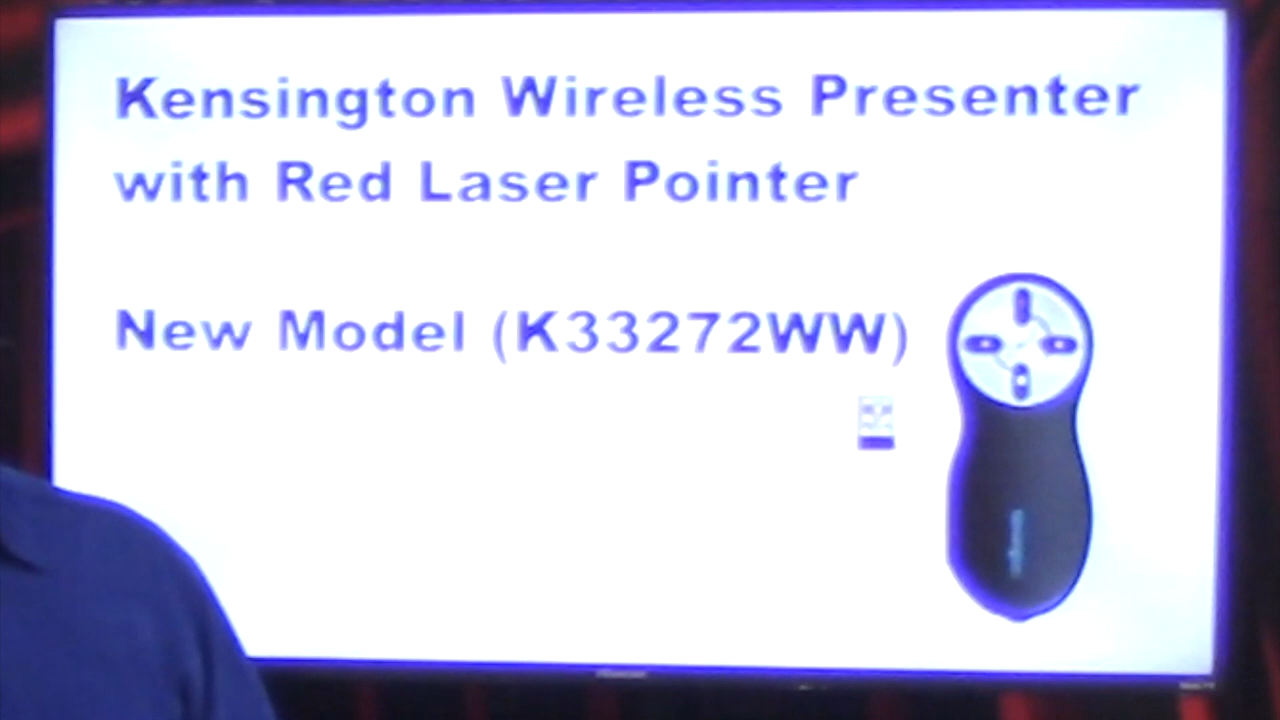 Kensington Wireless Presenter
with Red Laser Pointer
New Model (K33272WW)